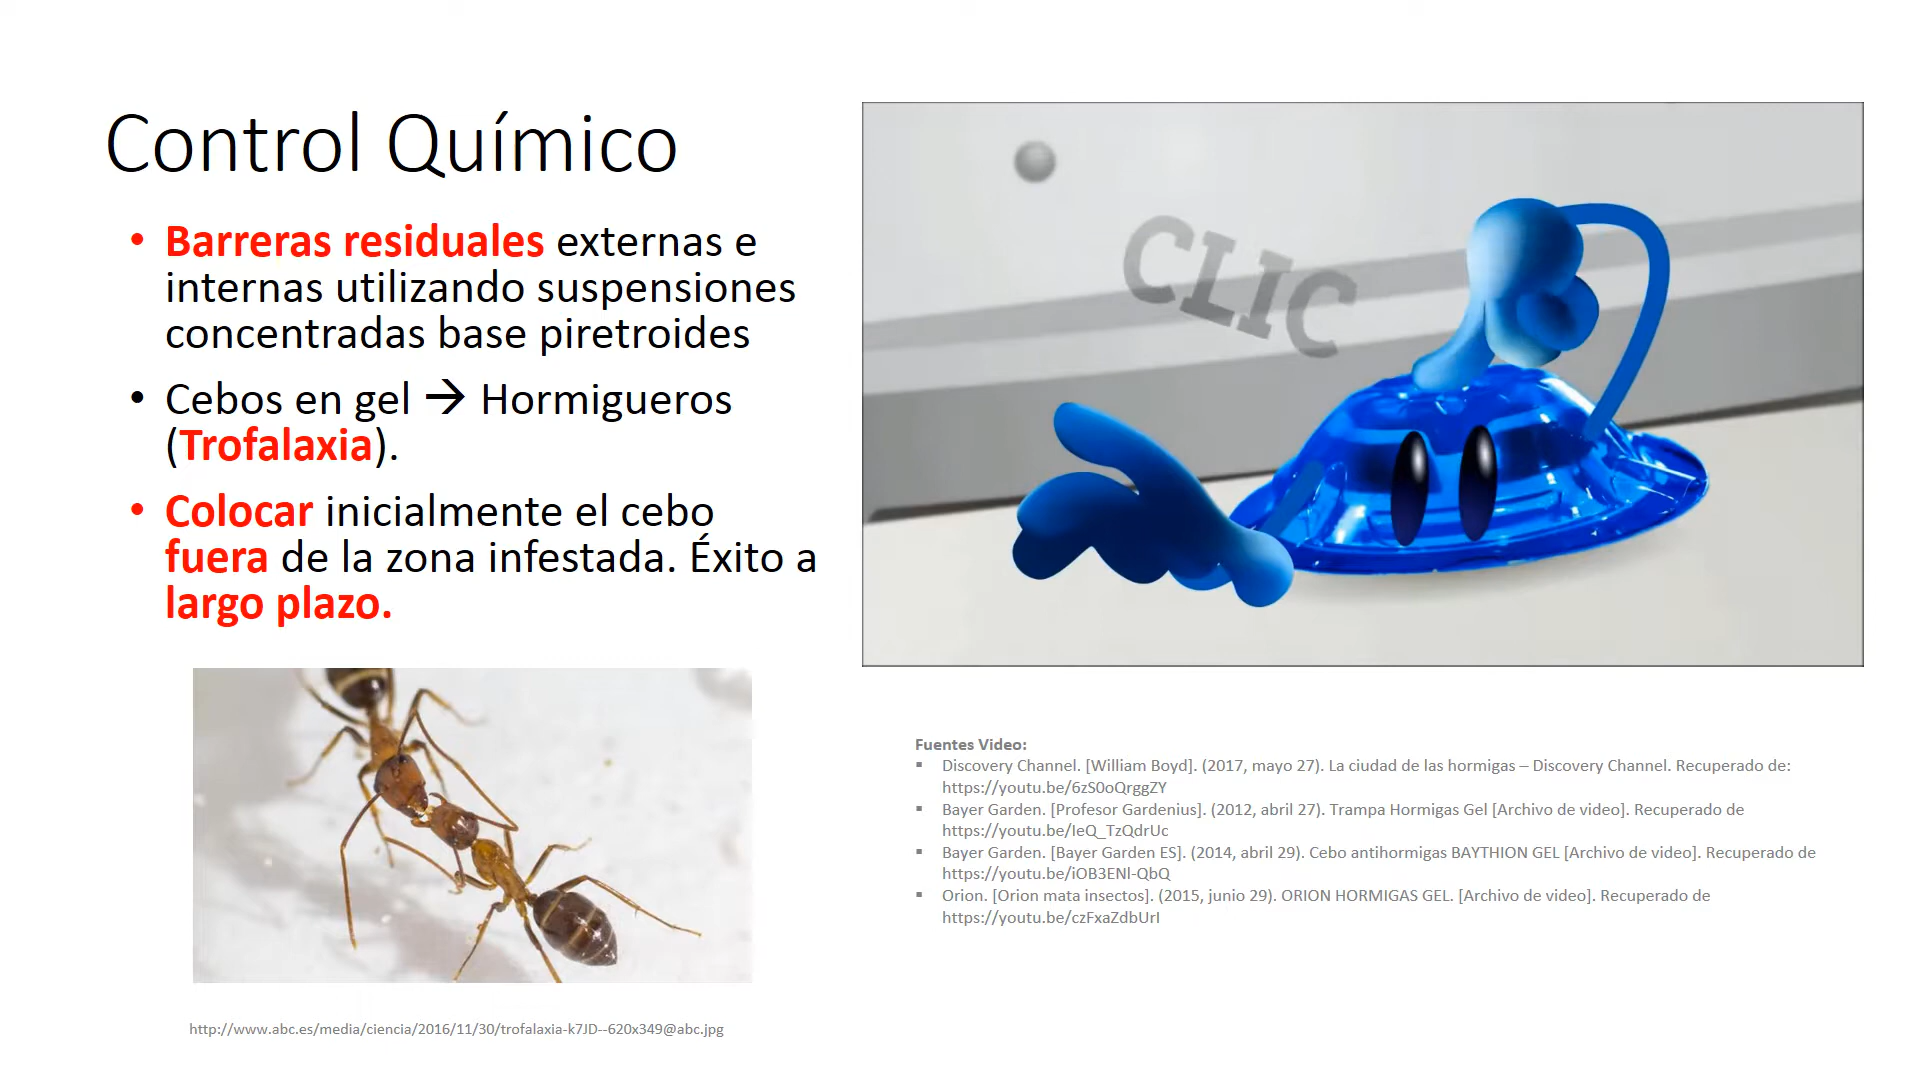 Control Químico
• Barreras residuales externas e
internas utilizando suspensiones
concentradas base piretroides
• Cebos en gel → Hormigueros
(Trofalaxia).
• Colocar inicialmente el cebo
fuera de la zona infestada. Éxito a
largo plazo.
http://www.abc.es/media/ciencia/2016/11/30/trofalaxia-k7JD--620x349@abc.jpg
CLIC
Fuentes Video:
▪ Discovery Channel. [William Boyd]. (2017, mayo 27). La ciudad de las hormigas – Discovery Channel. Recuperado de:
https://youtu.be/6zS0oQrggZY
▪ Bayer Garden. [Profesor Gardenius]. (2012, abril 27). Trampa Hormigas Gel [Archivo de video]. Recuperado de
https://youtu.be/IeQ_TzQdrUc
▪ Bayer Garden. [Bayer Garden ES]. (2014, abril 29). Cebo antihormigas BAYTHION GEL [Archivo de video]. Recuperado de
https://youtu.be/iOB3ENl-QbQ
▪ Orion. [Orion mata insectos]. (2015, junio 29). ORION HORMIGAS GEL. [Archivo de video]. Recuperado de
https://youtu.be/czFxaZdbUrI